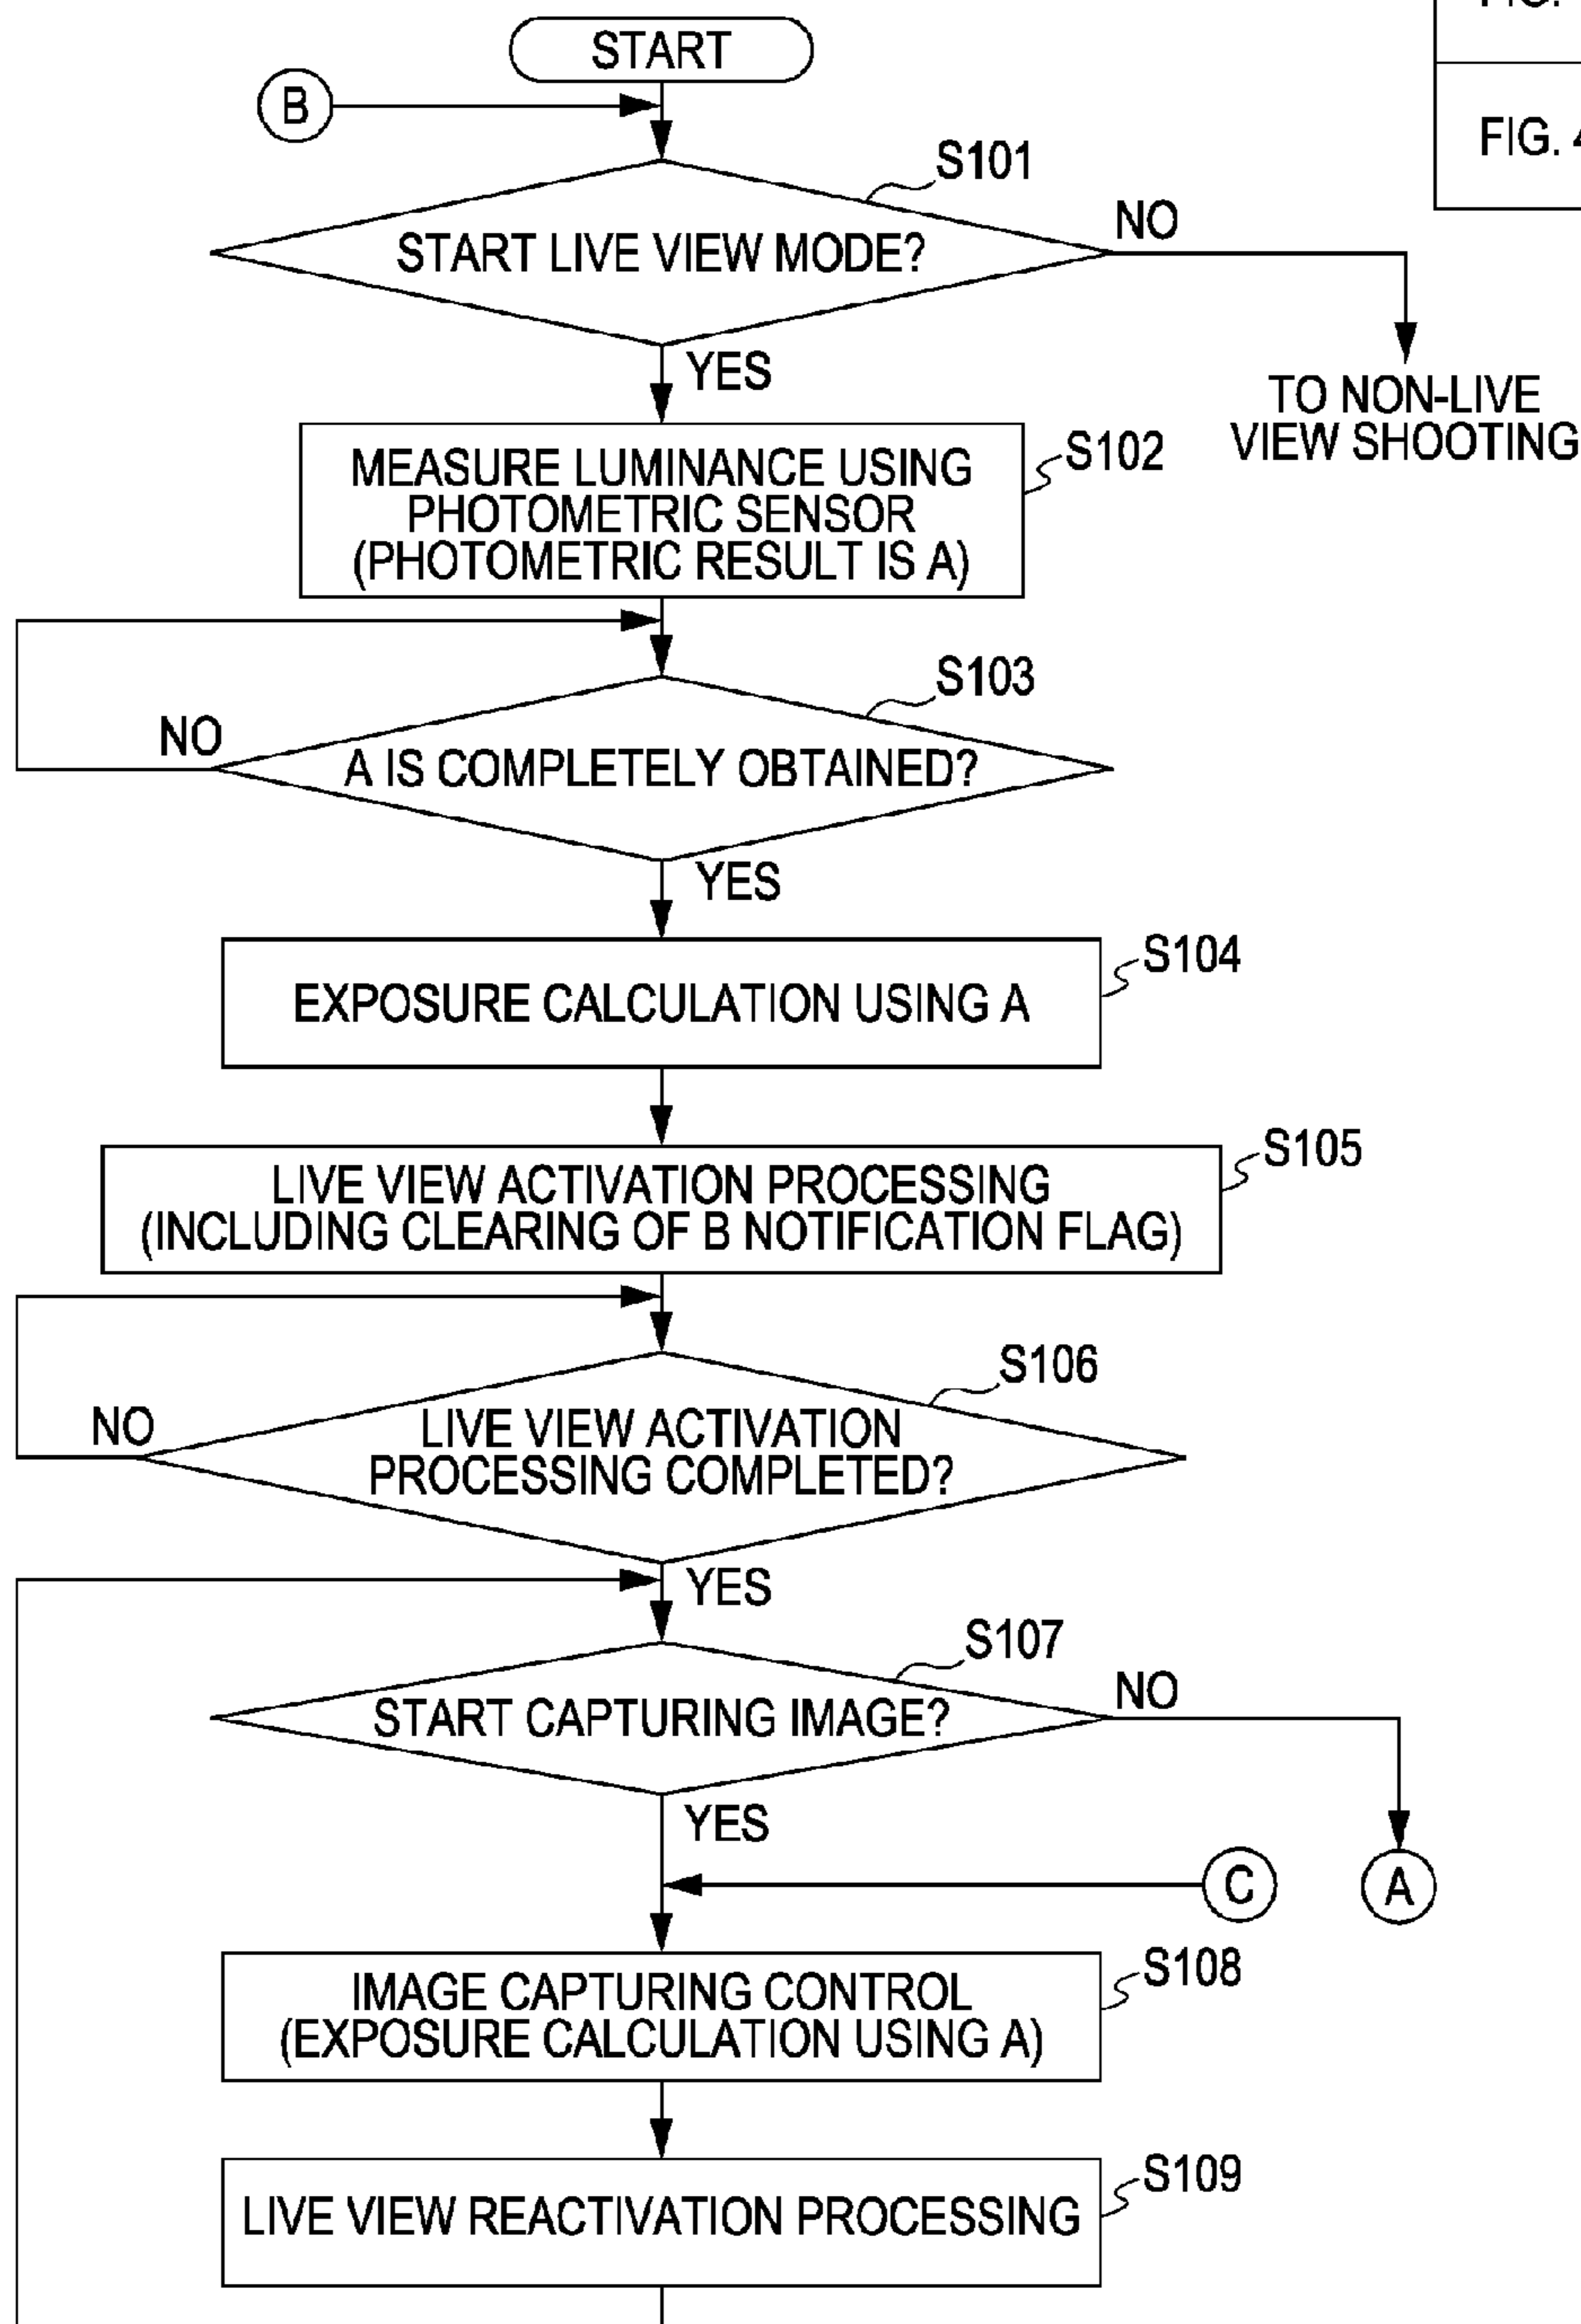 FIG. 4
START
B
S101
START LIVE VIEW MODE?
NO
YES
TO NON-LIVE
VIEW SHOOTING
MEASURE LUMINANCE USING
PHOTOMETRIC SENSOR
(PHOTOMETRIC RESULT IS A)
S102
S103
NO
A IS COMPLETELY OBTAINED?
YES
S104
EXPOSURE CALCULATION USING A
S105
LIVE VIEW ACTIVATION PROCESSING
(INCLUDING CLEARING OF B NOTIFICATION FLAG)
S106
NO
LIVE VIEW ACTIVATION
PROCESSING COMPLETED?
YES
S107
START CAPTURING IMAGE?
NO
YES
C
A
S108
IMAGE CAPTURING CONTROL
(EXPOSURE CALCULATION USING A)
S109
LIVE VIEW REACTIVATION PROCESSING